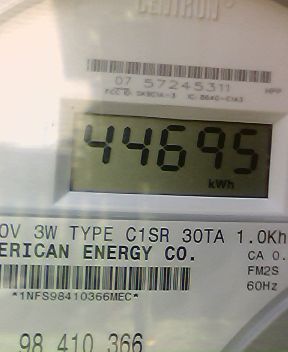 CENTRON®
07 57245311
44695
kWh
0V 3W TYPE C1SR 30TA 1.0Kh
ERICAN ENERGY CO.
CA 0.
FM2S
60Hz
*1NFS98410366MEC*
98 410 366